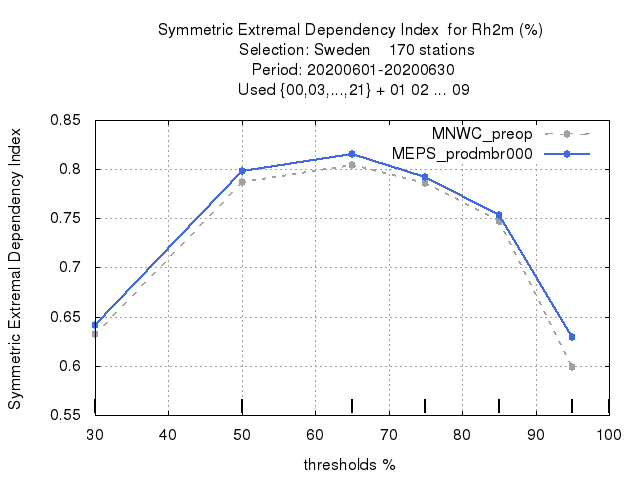 Symmetric Extremal Dependency Index  for Rh2m (%)
Selection: Sweden    170 stations
Period: 20200601-20200630
Used {00,03,...,21} + 01 02 ... 09
Symmetric Extremal Dependency Index
0.85
0.8
0.75
0.7
0.65
0.6
0.55
MNWC_preop
MEPS_prodmbr000
30 40 50 60 70 80 90 100
thresholds %